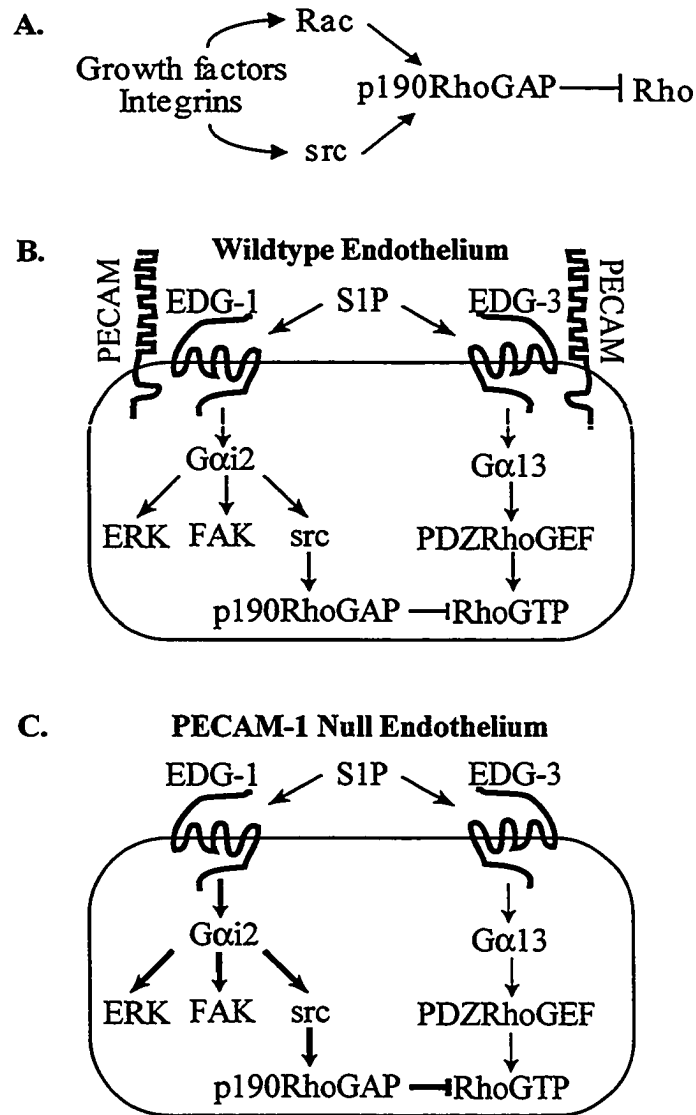 A.
Rac
Growth factors
Integrins
p190RhoGAP
Rho
src
B.
Wildtype Endothelium
PECAM
EDG-1
S1P
EDG-3
PECAM
Gαi2
Gα13
ERK
FAK
src
PDZRhoGEF
p190RhoGAP
RhoGTP
C.
PECAM-1 Null Endothelium
EDG-1
S1P
EDG-3
Gαi2
Gα13
ERK
FAK
src
PDZRhoGEF
p190RhoGAP
RhoGTP